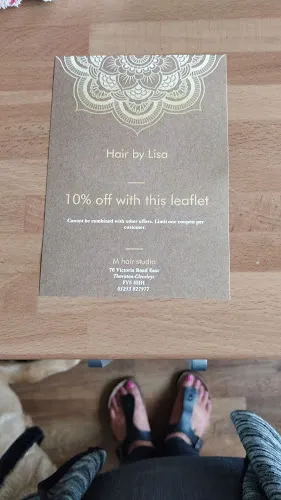 Hair by Lisa
10% off with this leaflet
Cannot be combined with other offers. Limit one coupon per
customer.
M hair studio
70 Victoria Road East
Thornton-Cleveleys
FY5 5HH
01253 827977